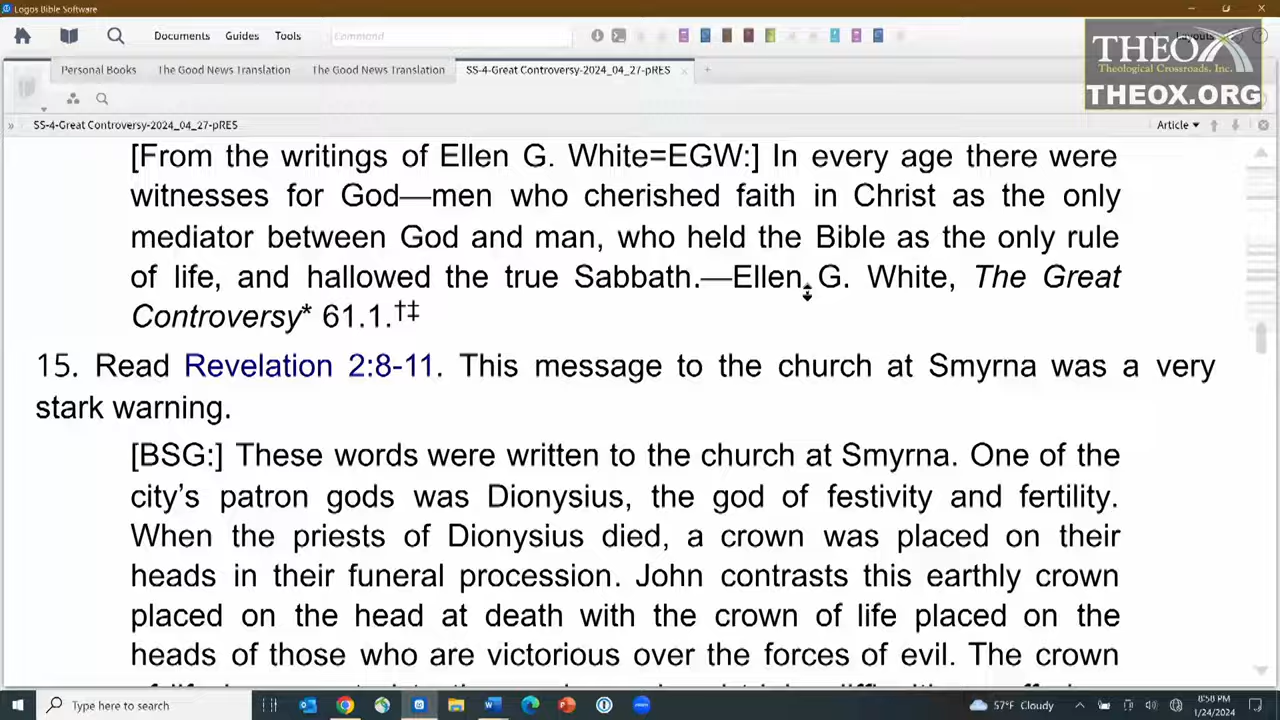 Logos Bible Software
Documents Guides Tools Command Layouts
THEOX
Theological Crossroads, Inc.
THEOX.ORG
Personal Books The Good News Translation The Good News Transla SS-4-Great Controversy-2024_04_27-pRES
» SS-4-Great Controversy-2024_04_27-pRES Article
[From the writings of Ellen G. White=EGW:] In every age there were
witnesses for God—men who cherished faith in Christ as the only
mediator between God and man, who held the Bible as the only rule
of life, and hallowed the true Sabbath.—Ellen G. White, The Great
Controversy* 61.1.†‡
15. Read Revelation 2:8-11. This message to the church at Smyrna was a very
stark warning.
[BSG:] These words were written to the church at Smyrna. One of the
city’s patron gods was Dionysius, the god of festivity and fertility.
When the priests of Dionysius died, a crown was placed on their
heads in their funeral procession. John contrasts this earthly crown
placed on the head at death with the crown of life placed on the
heads of those who are victorious over the forces of evil. The crown
Type here to search 57°F Cloudy 8:58 PM
1/24/2024